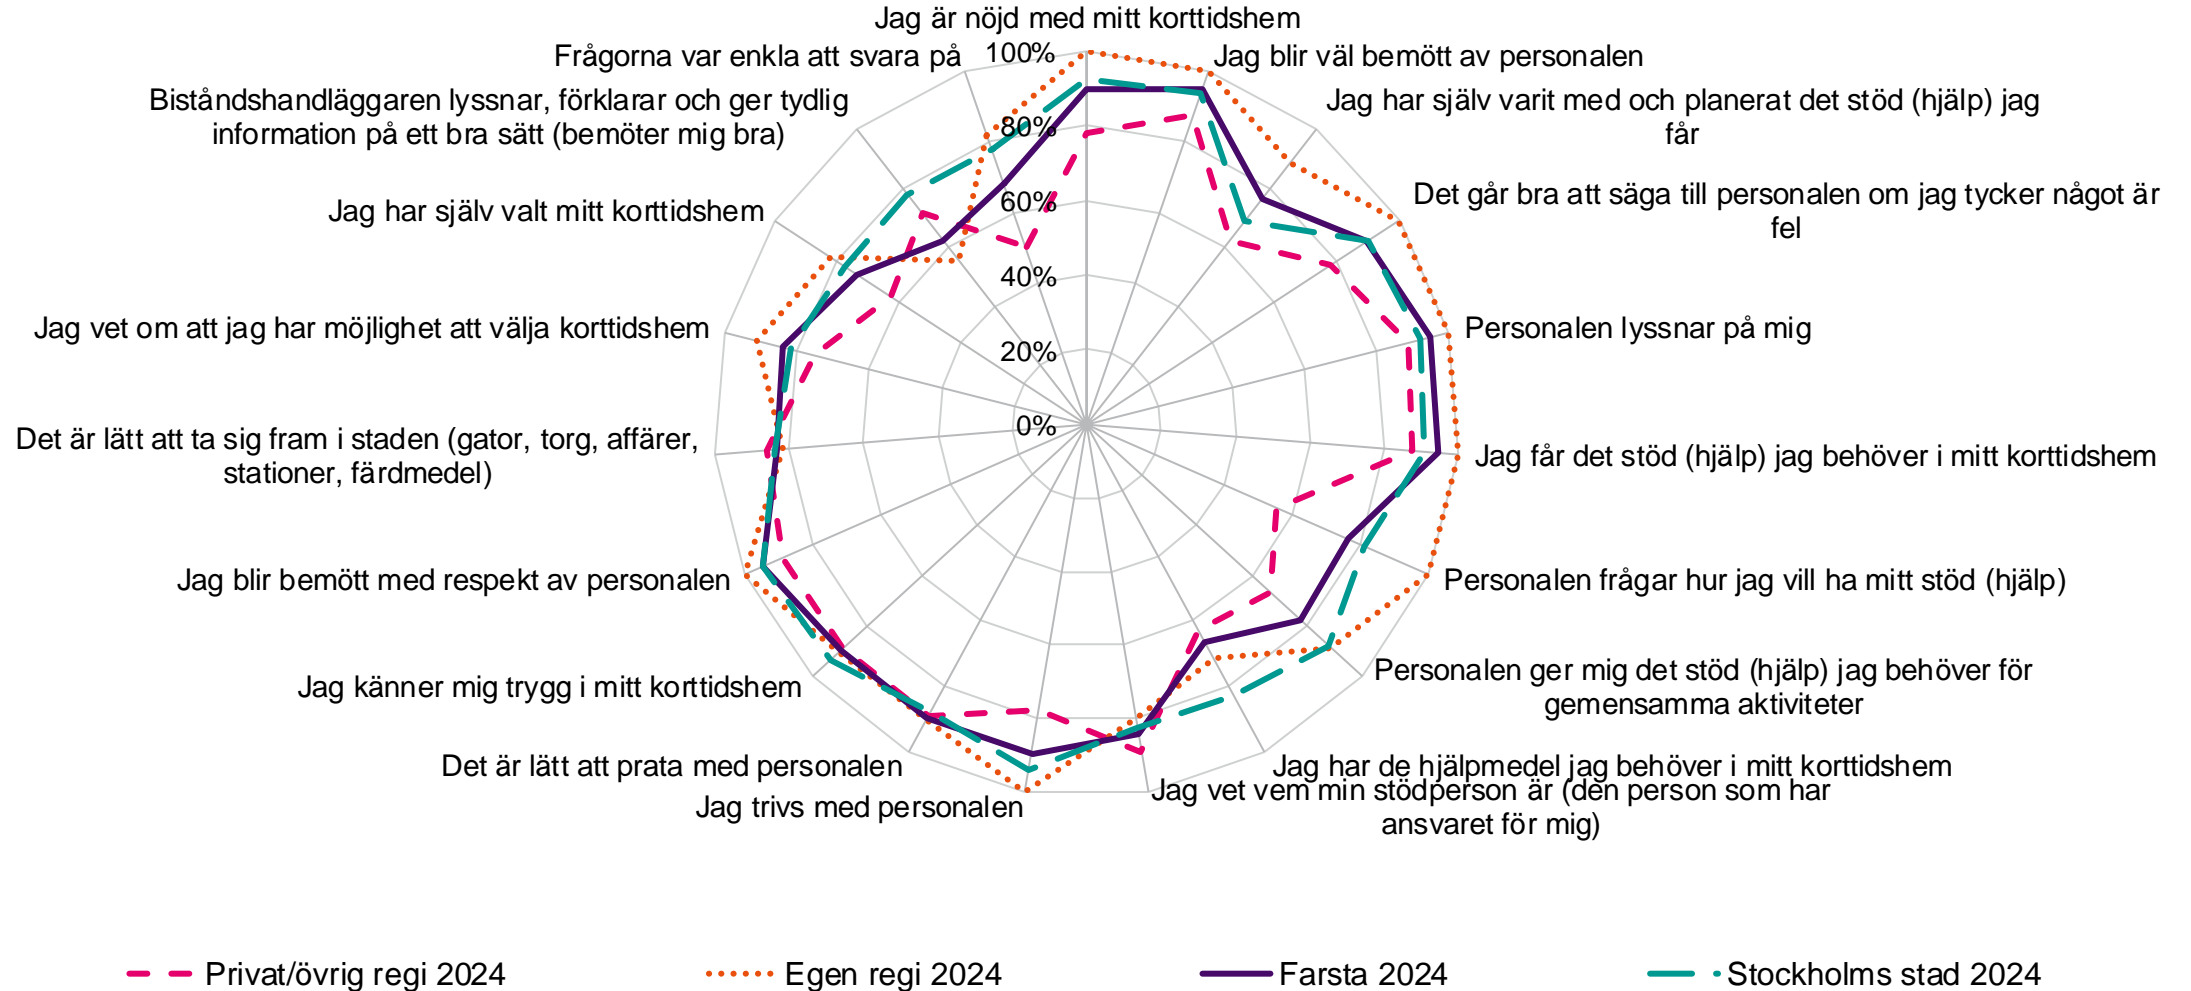 Jag är nöjd med mitt korttidshem
Frågorna var enkla att svara på
100%
Jag blir väl bemött av personalen
Biståndshandläggaren lyssnar, förklarar och ger tydlig
information på ett bra sätt (bemöter mig bra)
80%
Jag har själv varit med och planerat det stöd (hjälp) jag
får
Jag har själv valt mitt korttidshem
60%
Det går bra att säga till personalen om jag tycker något är
fel
40%
Jag vet om att jag har möjlighet att välja korttidshem
Personalen lyssnar på mig
20%
0%
Det är lätt att ta sig fram i staden (gator, torg, affärer,
stationer, färdmedel)
Jag får det stöd (hjälp) jag behöver i mitt korttidshem
Jag blir bemött med respekt av personalen
Personalen frågar hur jag vill ha mitt stöd (hjälp)
Jag känner mig trygg i mitt korttidshem
Personalen ger mig det stöd (hjälp) jag behöver för
gemensamma aktiviteter
Det är lätt att prata med personalen
Jag har de hjälpmedel jag behöver i mitt korttidshem
Jag trivs med personalen
Jag vet vem min stödperson är (den person som har
ansvaret för mig)
Privat/övrig regi 2024
Egen regi 2024
Farsta 2024
Stockholms stad 2024